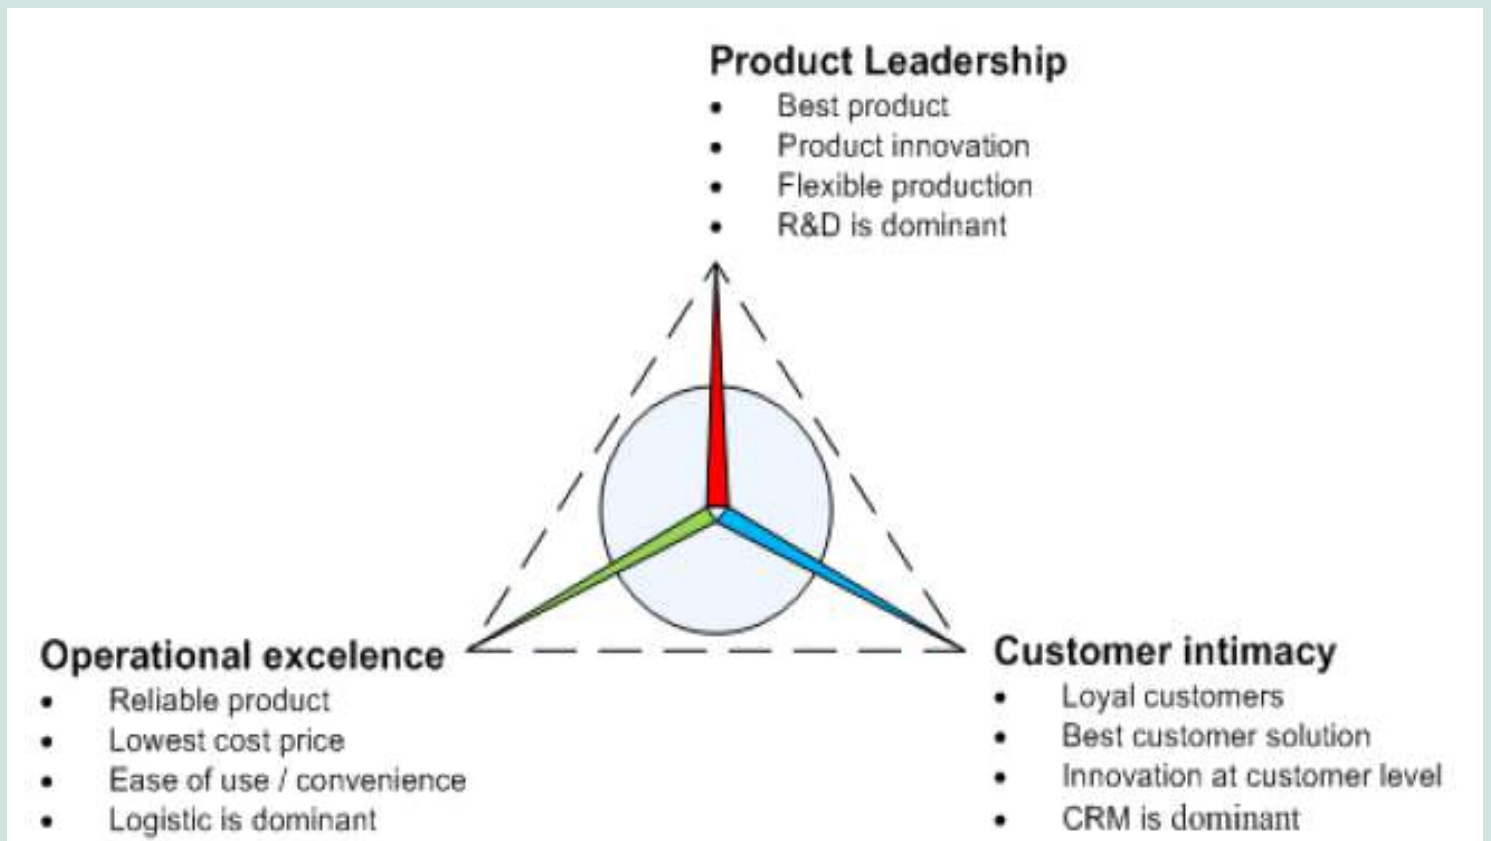 Product Leadership
• Best product
• Product innovation
• Flexible production
• R&D is dominant
Operational excelence
• Reliable product
• Lowest cost price
• Ease of use / convenience
• Logistic is dominant
Customer intimacy
• Loyal customers
• Best customer solution
• Innovation at customer level
• CRM is dominant